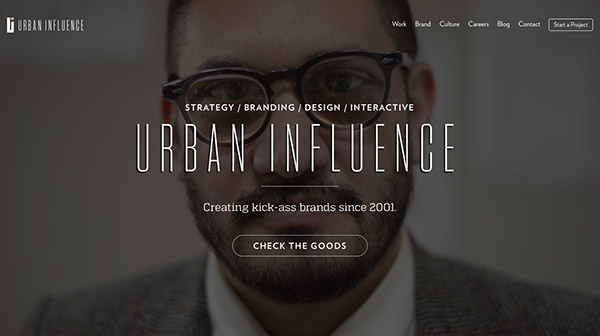 URBAN INFLUENCE
Work Brand Culture Careers Blog Contact Start a Project
STRATEGY / BRANDING / DESIGN / INTERACTIVE
URBAN INFLUENCE
Creating kick-ass brands since 2001.
CHECK THE GOODS